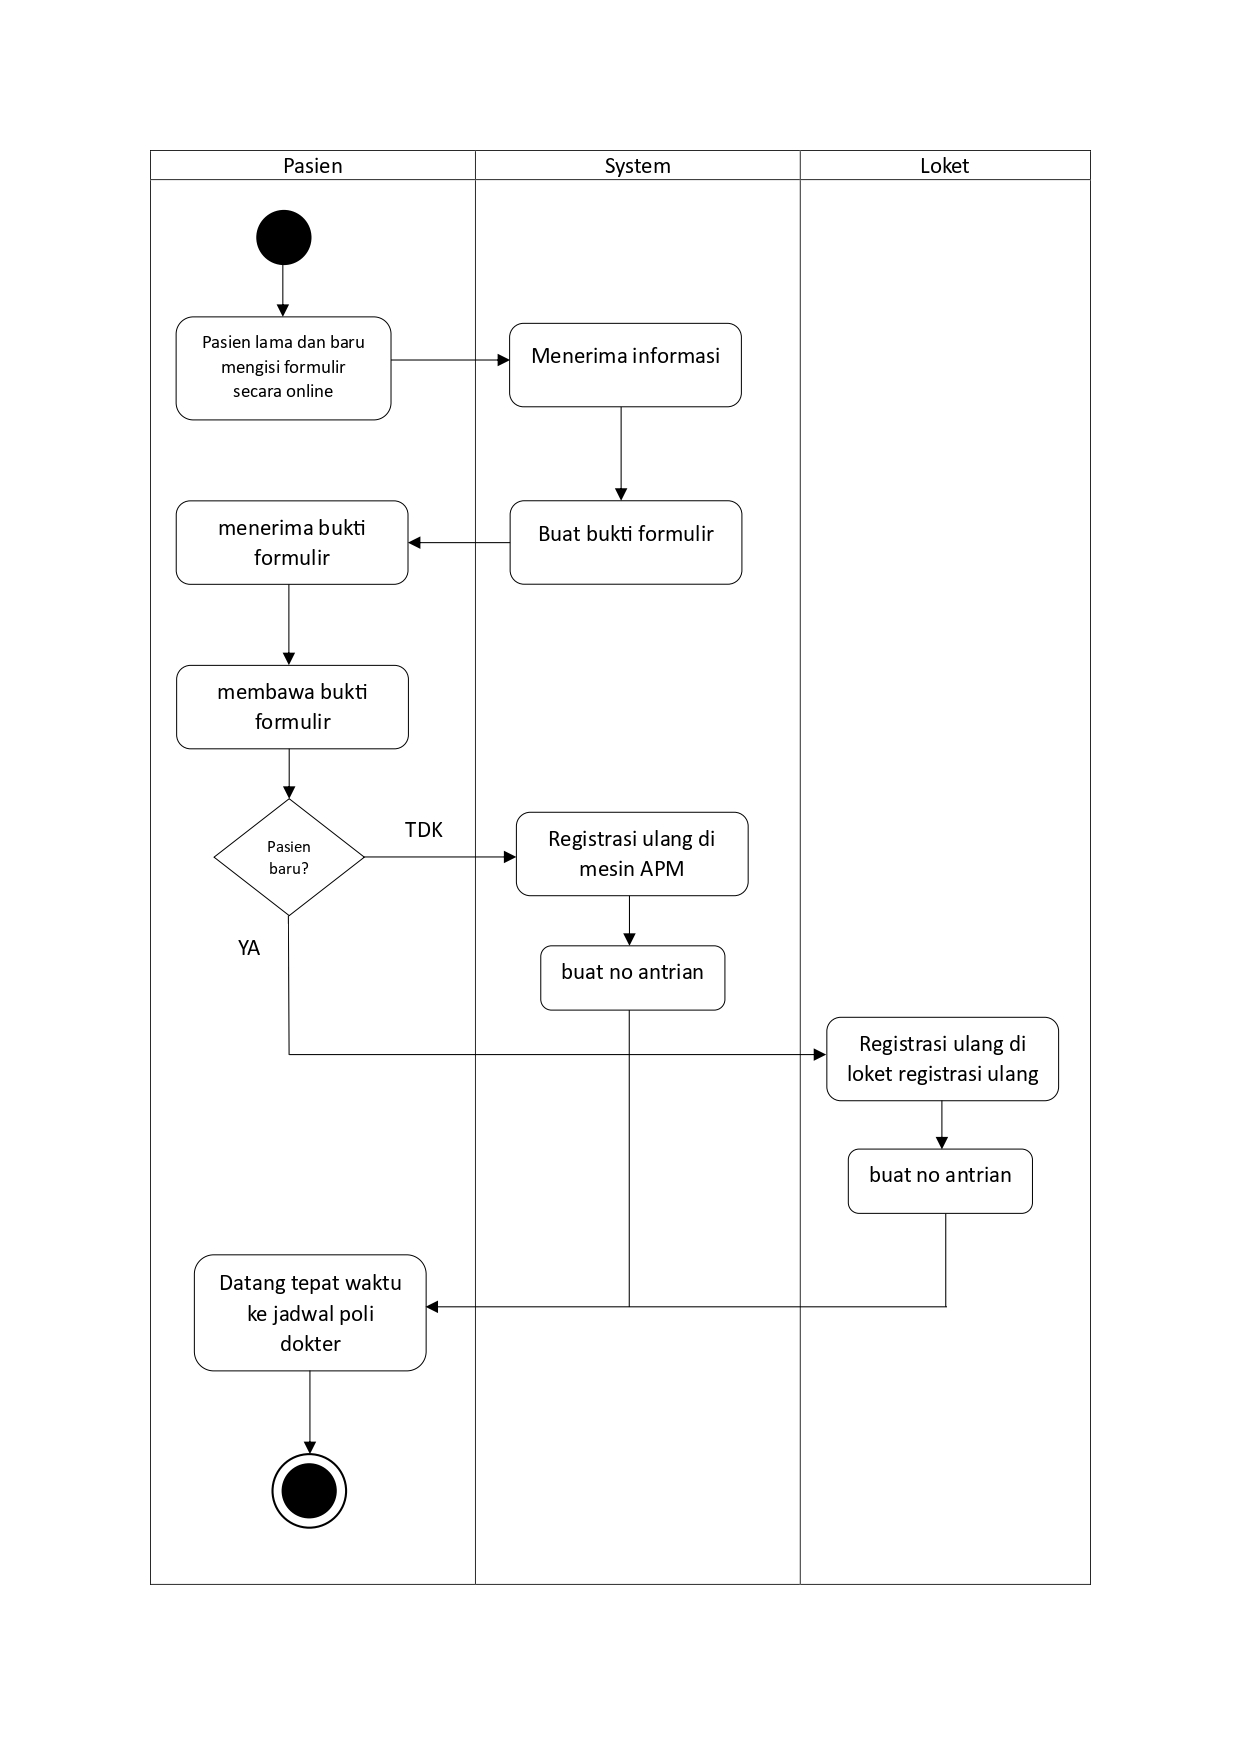 Pasien
System
Loket
Pasien lama dan baru
mengisi formulir
secara online
Menerima informasi
menerima bukti
formulir
Buat bukti formulir
membawa bukti
formulir
Pasien
baru?
TDK
Registrasi ulang di
mesin APM
YA
buat no antrian
Registrasi ulang di
loket registrasi ulang
buat no antrian
Datang tepat waktu
ke jadwal poli
dokter